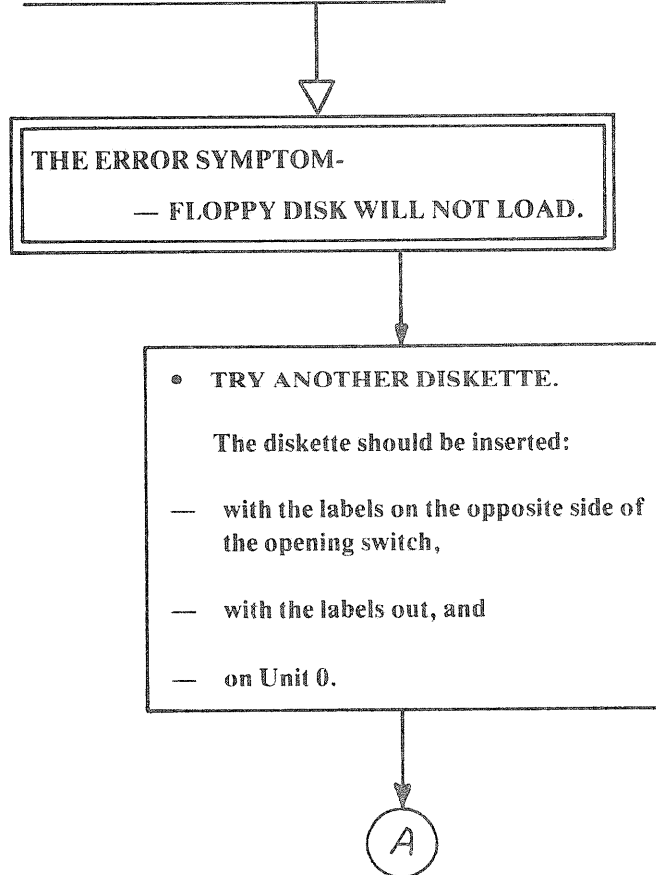 THE ERROR SYMPTOM-
— FLOPPY DISK WILL NOT LOAD.
• TRY ANOTHER DISKETTE.
The diskette should be inserted:
— with the labels on the opposite side of
the opening switch,
— with the labels out, and
— on Unit 0.
A